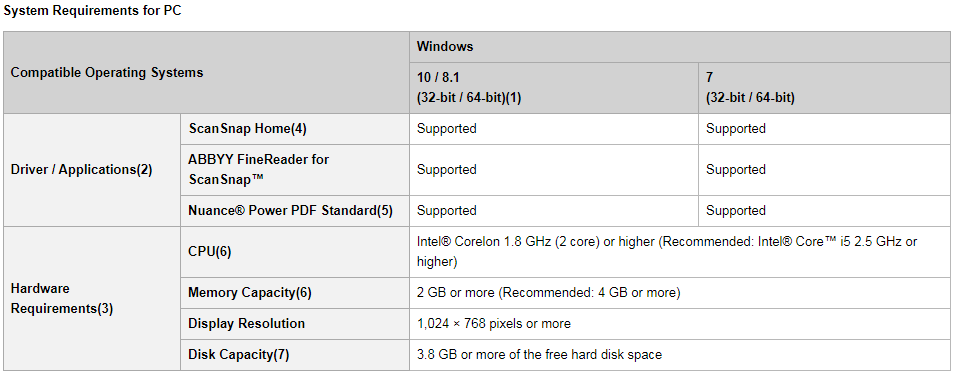 System Requirements for PC
Compatible Operating Systems
Windows
10 / 8.1
(32-bit / 64-bit)(1)
7
(32-bit / 64-bit)
Driver / Applications(2)
ScanSnap Home(4)
Supported
Supported
ABBYY FineReader for
ScanSnap™
Supported
Supported
Nuance® Power PDF Standard(5)
Supported
Supported
Hardware
Requirements(3)
CPU(6)
Intel® Corelon 1.8 GHz (2 core) or higher (Recommended: Intel® Core™ i5 2.5 GHz or
higher)
Memory Capacity(6)
2 GB or more (Recommended: 4 GB or more)
Display Resolution
1,024 × 768 pixels or more
Disk Capacity(7)
3.8 GB or more of the free hard disk space